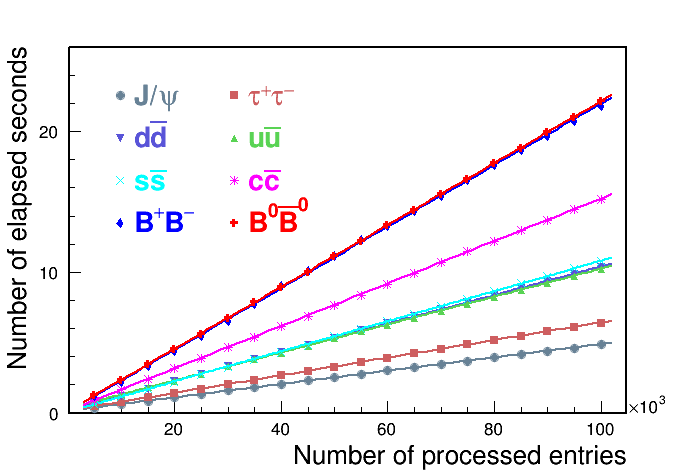 Number of elapsed seconds
J/ψ τ⁺τ⁻
dd̅ uu̅
ss̅ cc̅
B⁺B⁻ B⁰B̅⁰
20
10
0
20 40 60 80 100 ×10³
Number of processed entries